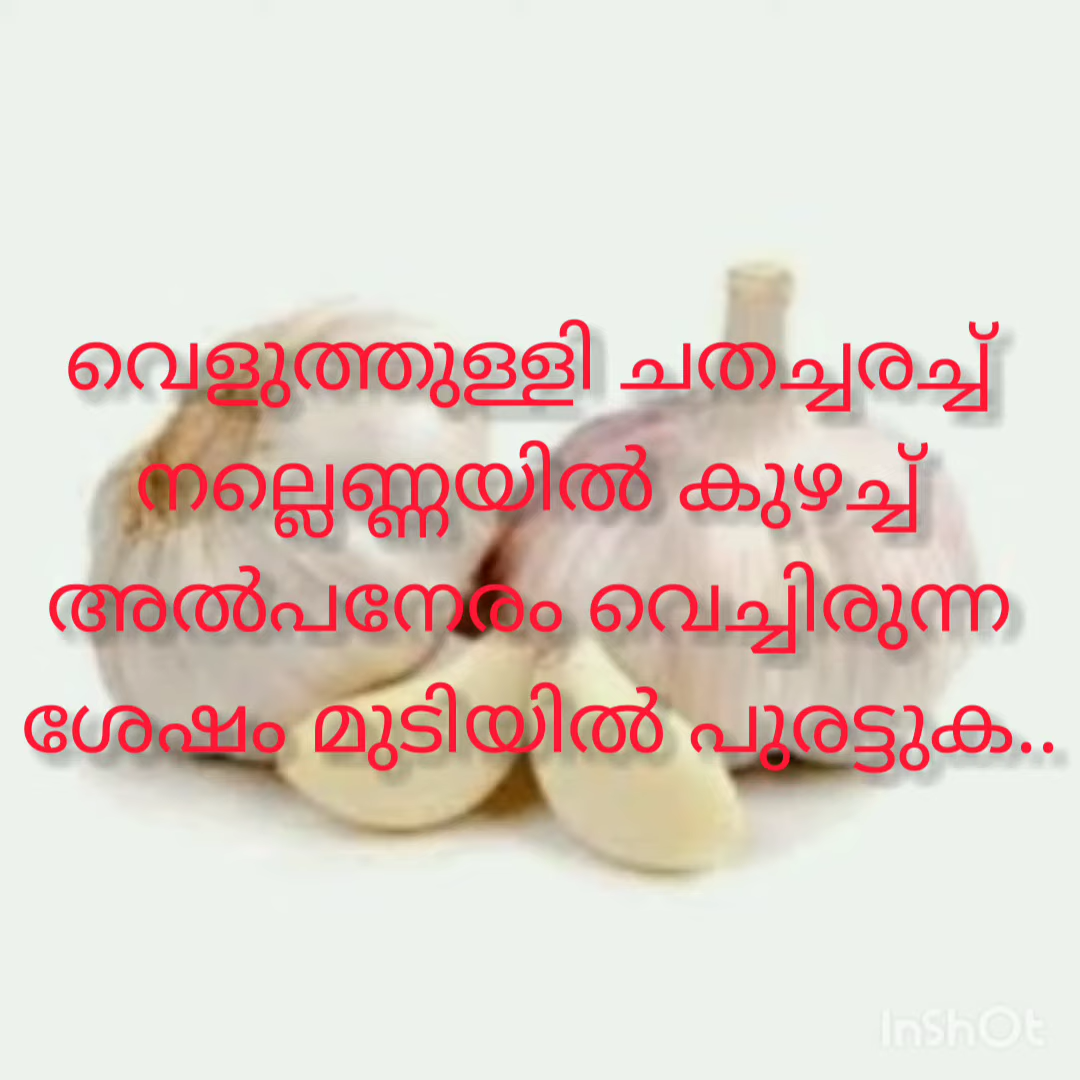 വെളുത്തുള്ളി ചതച്ചരച്ച്
നല്ലെണ്ണയിൽ കുഴച്ച്
അൽപനേരം വെച്ചിരുന്ന
ശേഷം മുടിയിൽ പുരട്ടുക..
InShOt